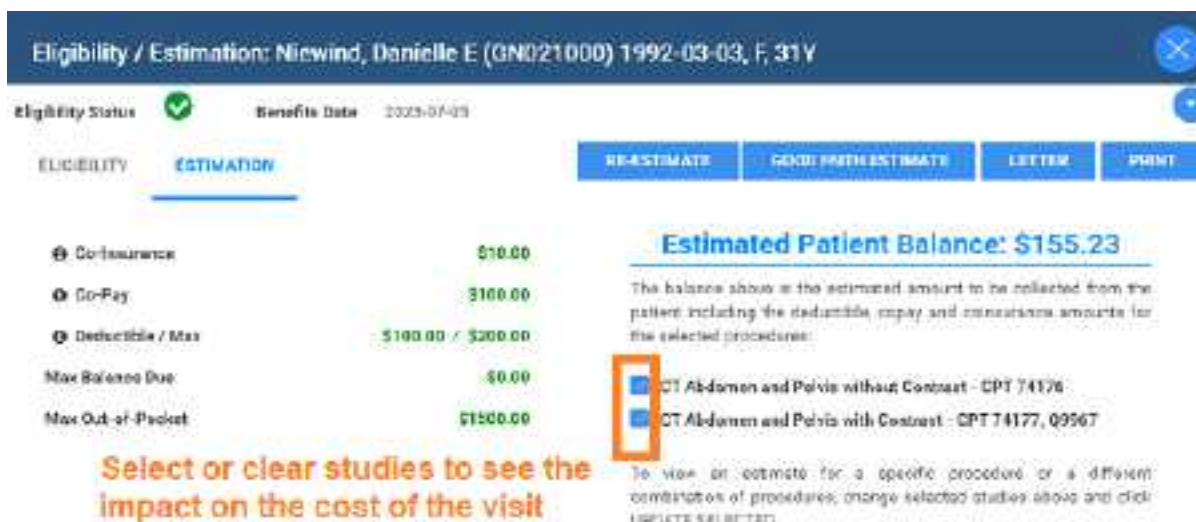 Eligibility / Estimation: Niewind, Danielle E (GN021000) 1992-03-03, F, 31Y
Eligibility Status
Benefits Date 2023-07-05
ELIGIBILITY ESTIMATION
RE-ESTIMATE GOOD FAITH ESTIMATE LETTER PRINT
Co-Insurance $10.00
Co-Pay $100.00
Deductible / Max $100.00 / $200.00
Max Balance Due $0.00
Max Out-of-Pocket $1500.00
Select or clear studies to see the
impact on the cost of the visit
Estimated Patient Balance: $155.23
The balance above is the estimated amount to be collected from the
patient including the deductible, copay and coinsurance amounts for
the selected procedures:
CT Abdomen and Pelvis without Contrast - CPT 74176
CT Abdomen and Pelvis with Contrast - CPT 74177, Q9967
To view an estimate for a specific procedure or a different
combination of procedures, change selected studies above and click
UPDATE SELECTED